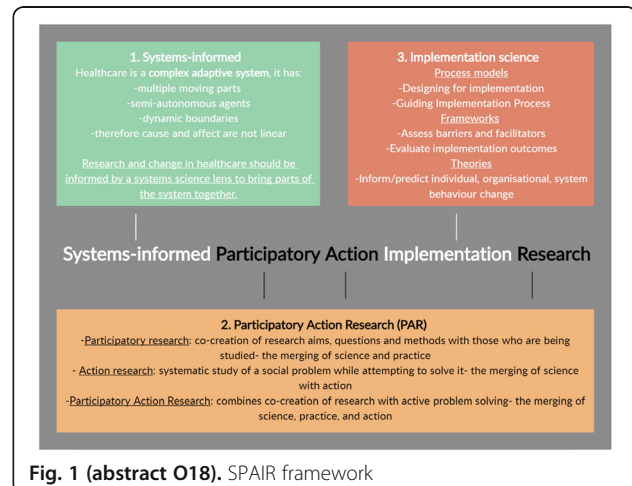 1. Systems-informed
Healthcare is a complex adaptive system, it has:
-multiple moving parts
-semi-autonomous agents
-dynamic boundaries
-therefore cause and affect are not linear
Research and change in healthcare should be
informed by a systems science lens to bring parts of
the system together.
3. Implementation science
Process models
-Designing for implementation
-Guiding Implementation Process
Frameworks
-Assess barriers and facilitators
-Evaluate implementation outcomes
Theories
-Inform/predict individual, organisational, system
behaviour change
Systems-informed Participatory Action Implementation Research
2. Participatory Action Research (PAR)
-Participatory research: co-creation of research aims, questions and methods with those who are being
studied- the merging of science and practice
- Action research: systematic study of a social problem while attempting to solve it- the merging of science
with action
-Participatory Action Research: combines co-creation of research with active problem solving- the merging of
science, practice, and action
Fig. 1 (abstract O18). SPAIR framework